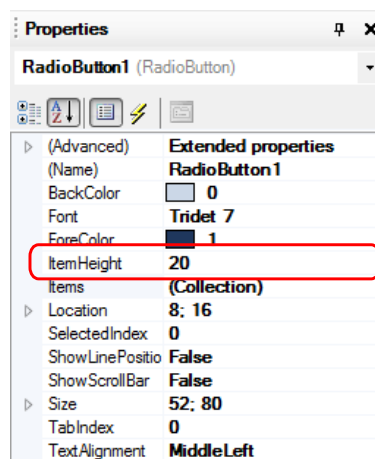 Properties
RadioButton1 (RadioButton)
(Advanced) Extended properties
(Name) RadioButton1
BackColor 0
Font Tridet 7
ForeColor 1
ItemHeight 20
Items (Collection)
Location 8; 16
SelectedIndex 0
ShowLinePositio False
ShowScrollBar False
Size 52; 80
TabIndex 0
TextAlignment MiddleLeft